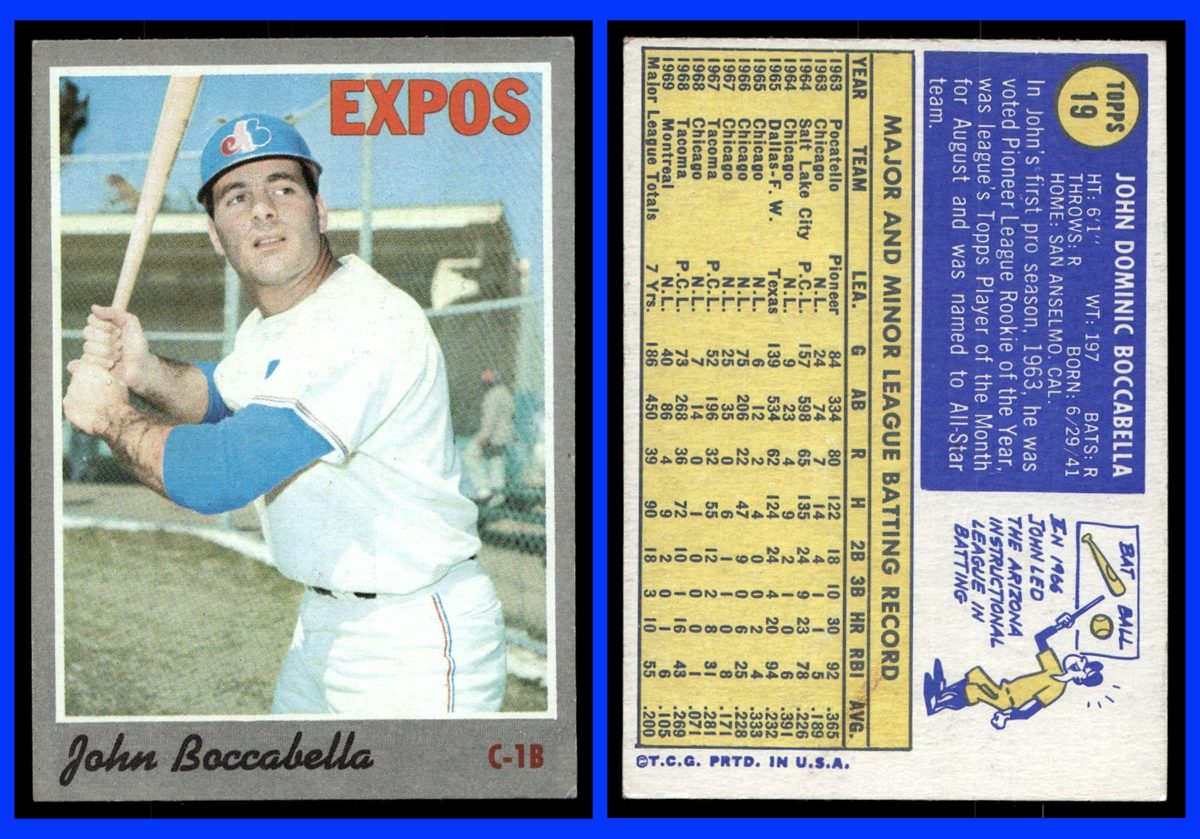 EXPOS
John Boccabella
C-1B
TOPPS
19
JOHN DOMINIC BOCCABELLA
HT: 6'1" WT: 197 BATS: R
THROWS: R BORN: 6/29/41
HOME: SAN ANSELMO, CAL.
In John's first pro season, 1963, he was
voted Pioneer League Rookie of the Year,
was league's Topps Player of the Month
for August and was named to All-Star
team.
BAT
BALL
IN 1966
JOHN LED
THE ARIZONA
INSTRUCTIONAL
LEAGUE IN
BATTING
MAJOR AND MINOR LEAGUE BATTING RECORD
YEAR TEAM LEA. G AB R H 2B 3B HR RBI AVG.
1963 Pocatello Pioneer 84 334 80 122 18 10 30 92 .365
1963 Chicago N.L. 24 74 7 14 4 1 1 5 .189
1964 Salt Lake City P.C.L. 157 598 65 135 24 9 23 78 .226
1964 Chicago N.L. 9 23 4 9 2 1 0 6 .391
1965 Dallas-F. W. Texas 139 534 62 124 24 4 20 94 .232
1965 Chicago N.L. 6 12 2 4 0 0 2 4 .333
1966 Chicago N.L. 75 206 22 47 9 0 6 25 .228
1967 Chicago N.L. 25 35 0 6 1 1 0 6 .171
1967 Tacoma P.C.L. 52 196 32 55 12 2 8 31 .281
1968 Chicago N.L. 7 14 0 1 0 0 0 1 .071
1968 Tacoma P.C.L. 73 268 36 72 10 1 16 43 .269
1969 Montreal N.L. 40 86 4 9 2 0 1 6 .105
Major League Totals 7 Yrs. 186 450 39 90 18 3 10 55 .200
©T.C.G. PRTD. IN U.S.A.